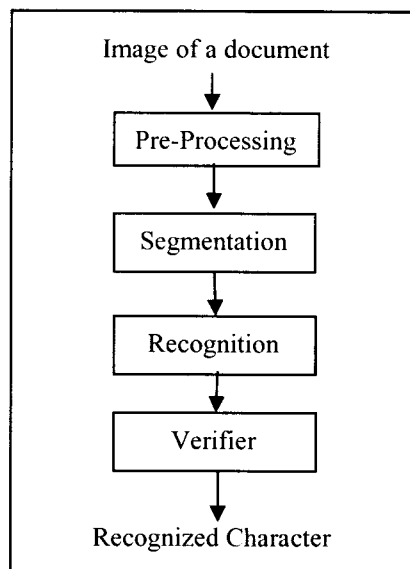 Image of a document
Pre-Processing
Segmentation
Recognition
Verifier
Recognized Character